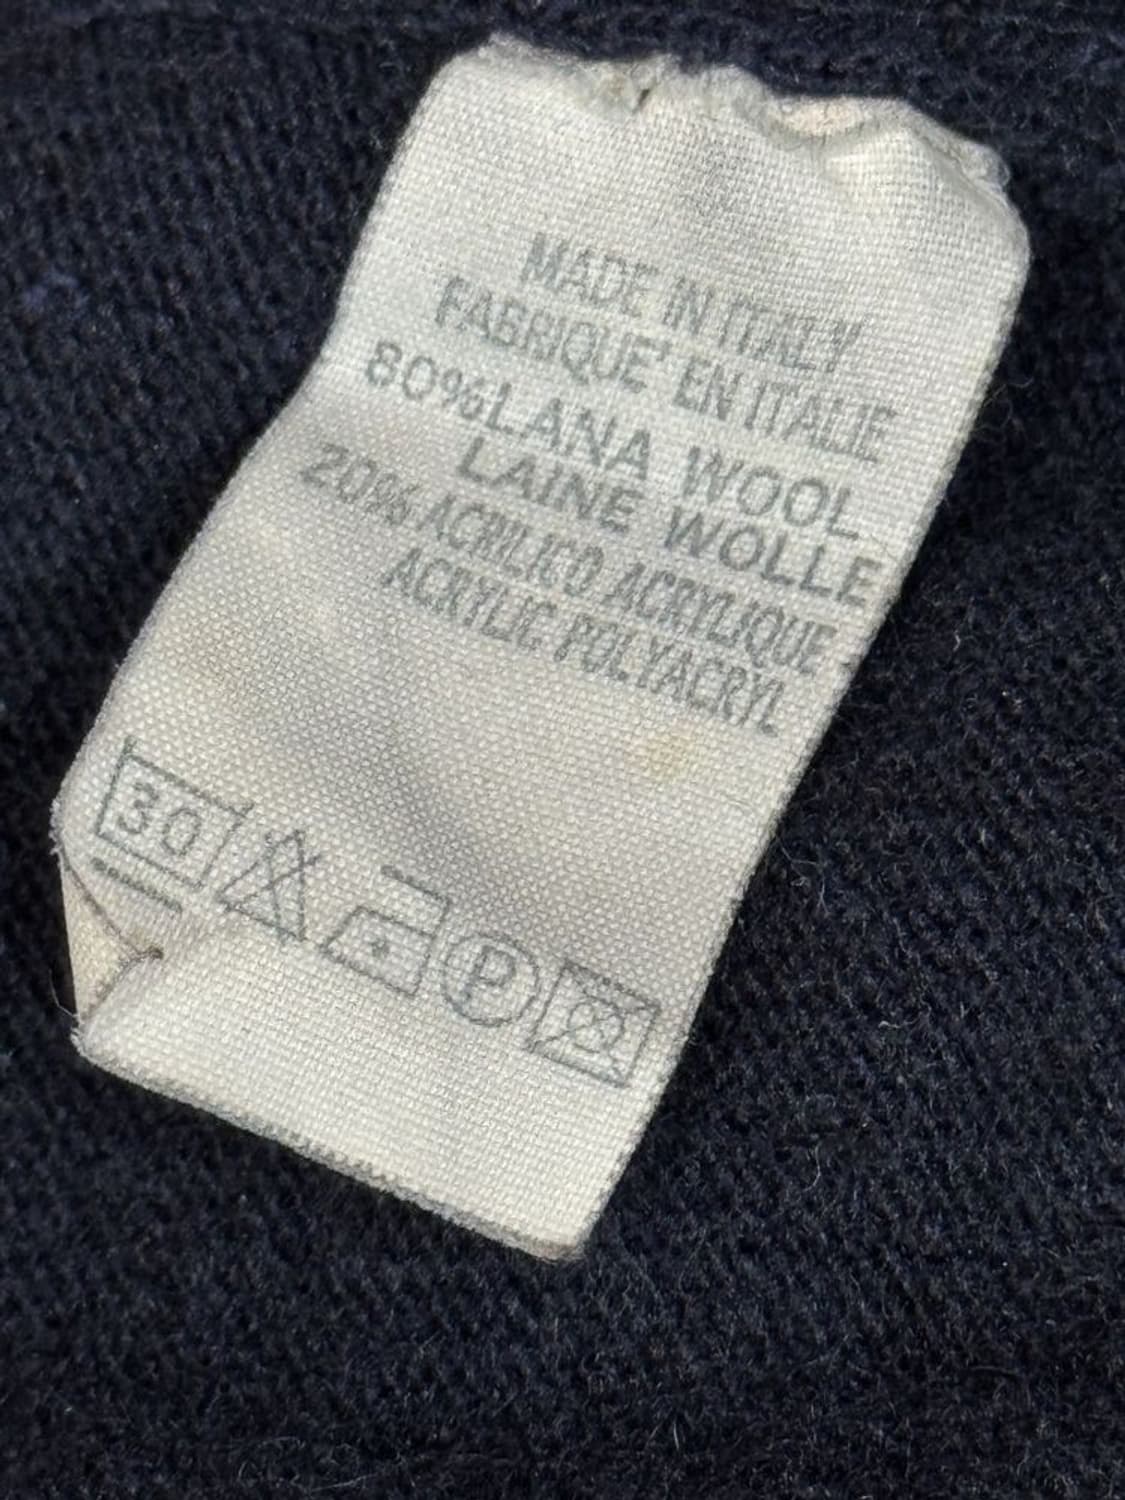 MADE IN ITALY
FABRIQUE' EN ITALIE
80%LANA WOOL
LAINE WOLLE
20% ACRILICO ACRYLIQUE -
ACRYLIC POLYACRYL
30 P